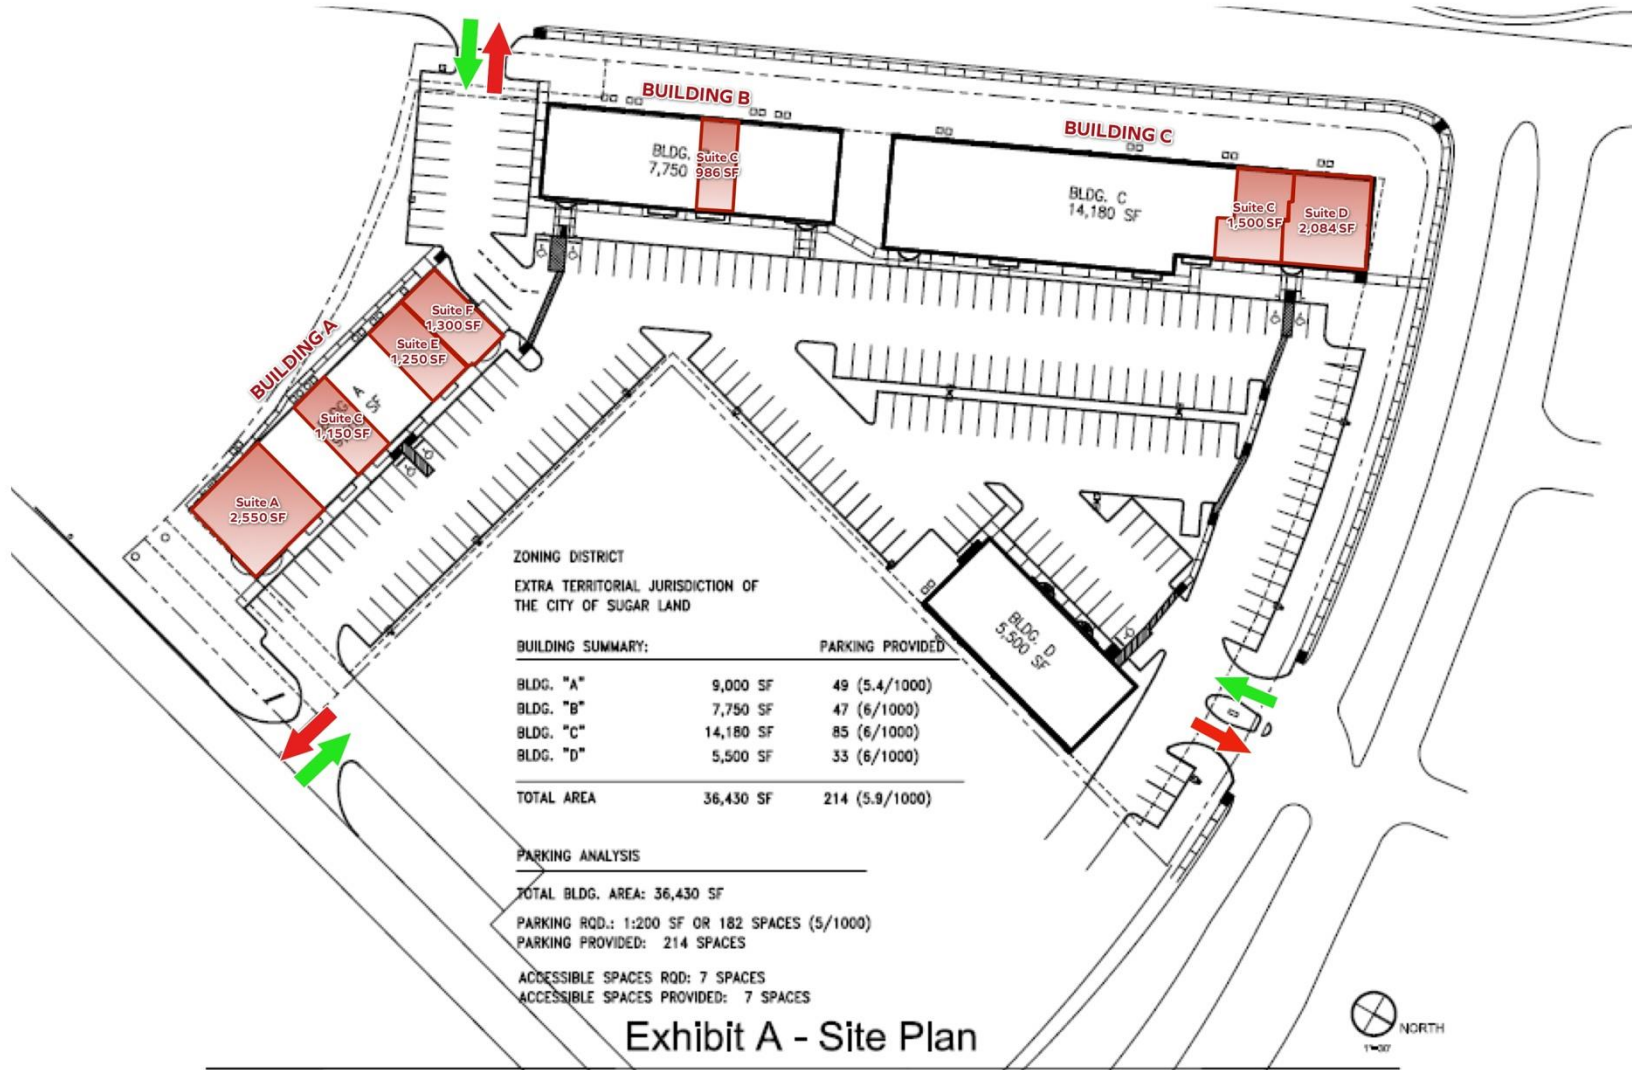 BUILDING B
BUILDING C
BLDG.
7,750
Suite C
986 SF
BLDG. C
14,180 SF
Suite C
1,500 SF
Suite D
2,084 SF
BUILDING A
Suite F
1,300 SF
Suite E
1,250 SF
Suite C
1,150 SF
A
SF
Suite A
2,550 SF
BLDG. D
5,500 SF
ZONING DISTRICT
EXTRA TERRITORIAL JURISDICTION OF
THE CITY OF SUGAR LAND
BUILDING SUMMARY: PARKING PROVIDED
BLDG. "A" 9,000 SF 49 (5.4/1000)
BLDG. "B" 7,750 SF 47 (6/1000)
BLDG. "C" 14,180 SF 85 (6/1000)
BLDG. "D" 5,500 SF 33 (6/1000)
TOTAL AREA 36,430 SF 214 (5.9/1000)
PARKING ANALYSIS
TOTAL BLDG. AREA: 36,430 SF
PARKING RQD.: 1:200 SF OR 182 SPACES (5/1000)
PARKING PROVIDED: 214 SPACES
ACCESSIBLE SPACES RQD: 7 SPACES
ACCESSIBLE SPACES PROVIDED: 7 SPACES
Exhibit A - Site Plan
NORTH